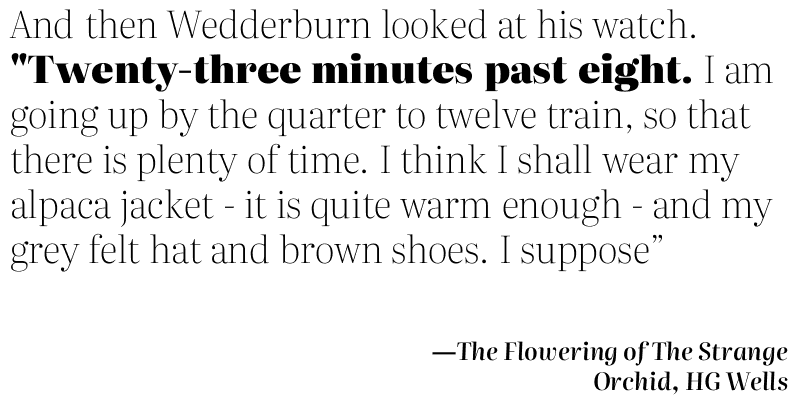 And then Wedderburn looked at his watch.
"Twenty-three minutes past eight. I am
going up by the quarter to twelve train, so that
there is plenty of time. I think I shall wear my
alpaca jacket - it is quite warm enough - and my
grey felt hat and brown shoes. I suppose”
—The Flowering of The Strange
Orchid, HG Wells